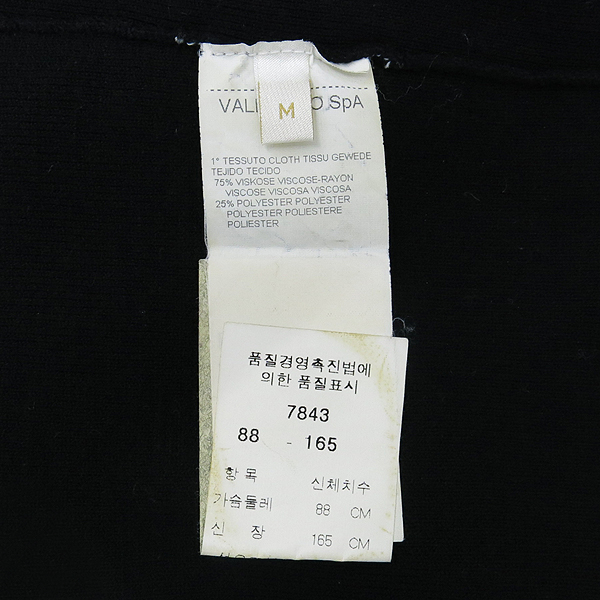 M
O.SpA
1° TESSUTO CLOTH TISSU GEWEDE
TEJIDO TECIDO
75% VISKOSE VISCOSE-RAYON
VISCOSE VISCOSA VISCOSA
25% POLYESTER POLYESTER
POLYESTER POLIESTERE
POLIESTER
품질경영촉진법에
의한 품질표시
7843
88 - 165
항목 신체치수
가슴둘레 88 CM
신 장 165 CM